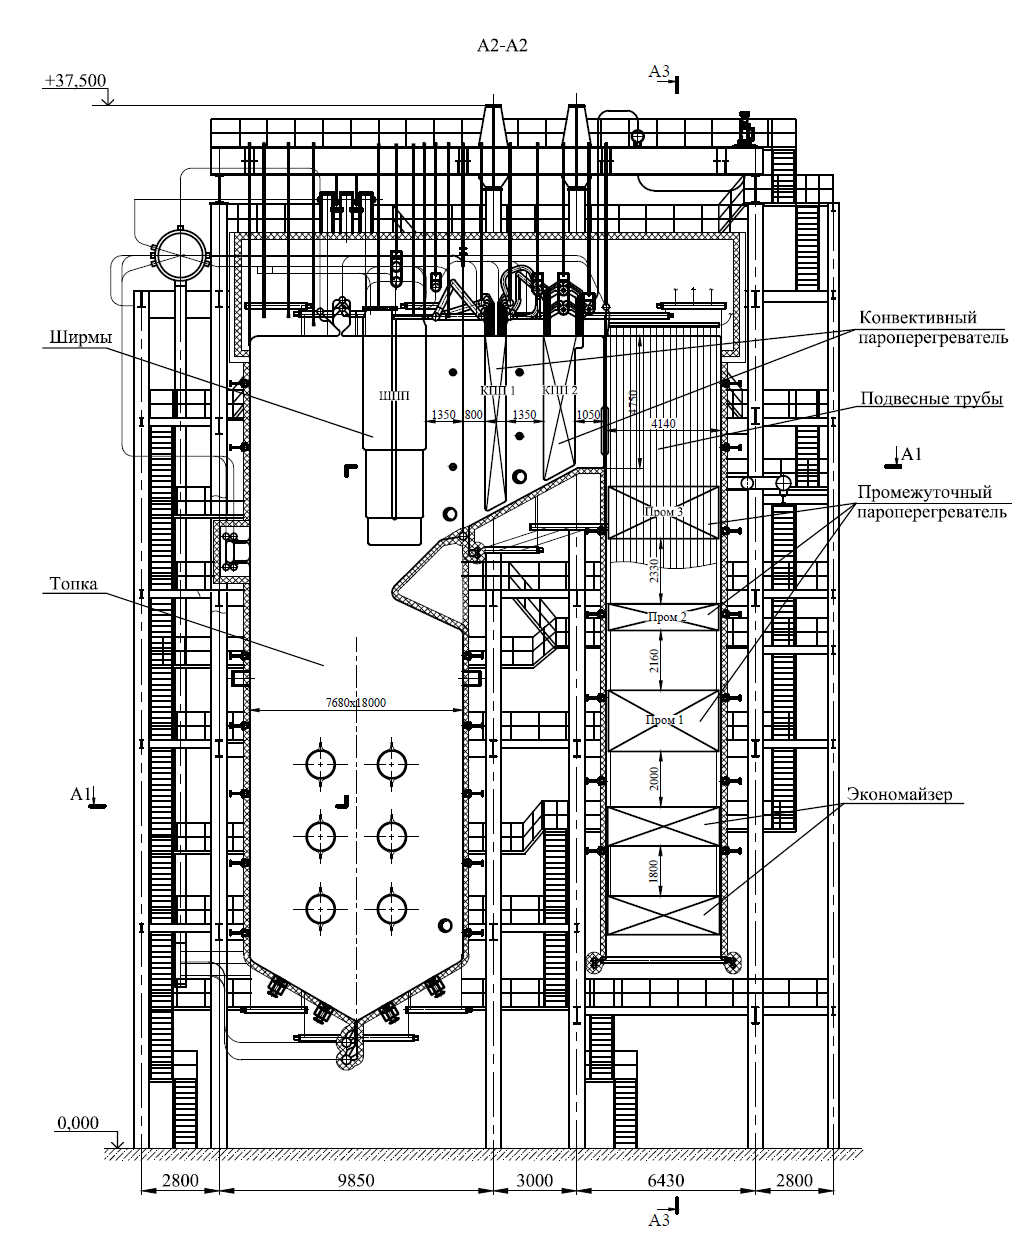 А2-А2
А3
+37,500
Конвективный
пароперегреватель
Ширмы
ШПП
КПП 1
КПП 2
1350
800
1350
1050
4750
4140
Подвесные трубы
А1
Промежуточный
пароперегреватель
Пром 3
2330
Топка
Пром 2
2160
7680х18000
Пром 1
2000
А1
Экономайзер
1800
0,000
2800
9850
3000
6430
2800
А3